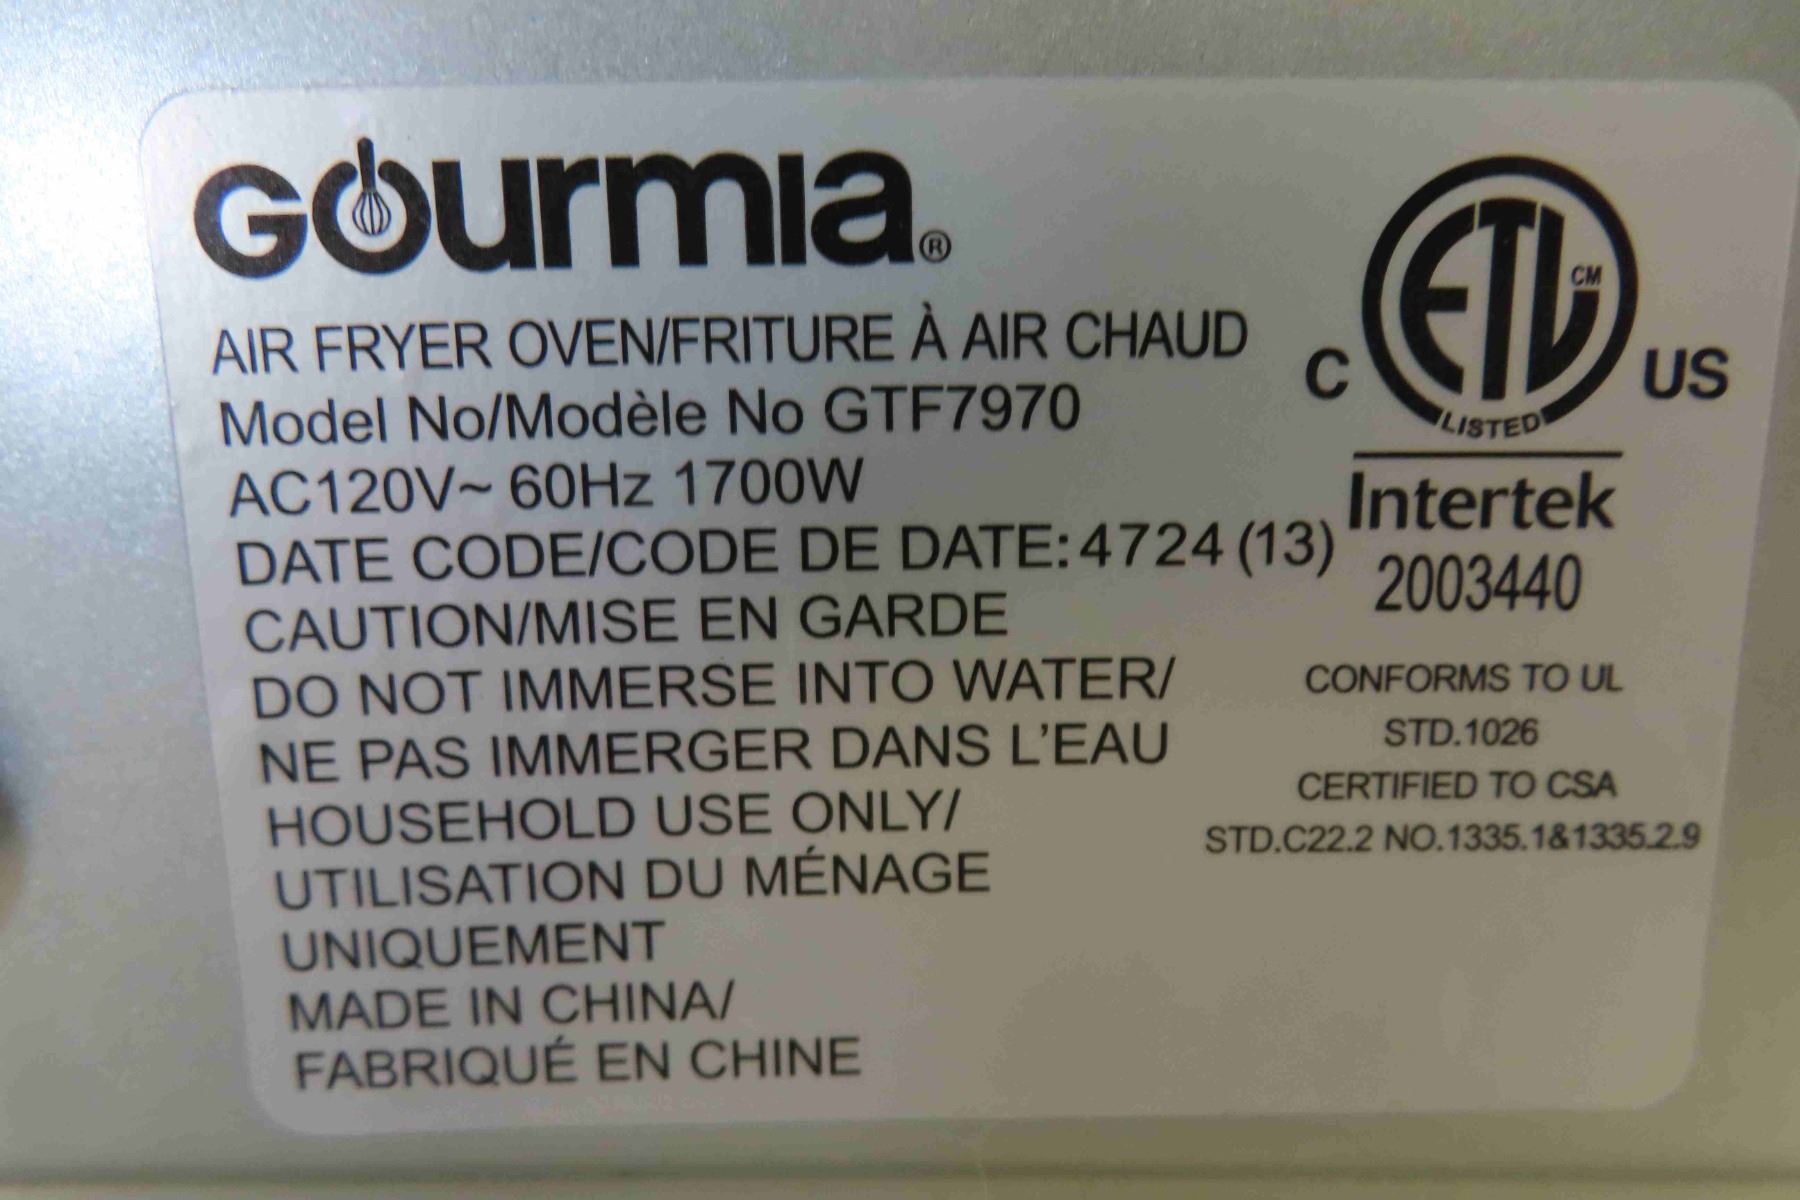 Gourmia®
AIR FRYER OVEN/FRITURE À AIR CHAUD
Model No/Modèle No GTF7970
AC120V~ 60Hz 1700W
DATE CODE/CODE DE DATE: 4724 (13)
CAUTION/MISE EN GARDE
DO NOT IMMERSE INTO WATER/
NE PAS IMMERGER DANS L'EAU
HOUSEHOLD USE ONLY/
UTILISATION DU MÉNAGE
UNIQUEMENT
MADE IN CHINA/
FABRIQUÉ EN CHINE
C ETL CM US
LISTED
Intertek
2003440
CONFORMS TO UL
STD.1026
CERTIFIED TO CSA
STD.C22.2 NO.1335.1&1335.2.9